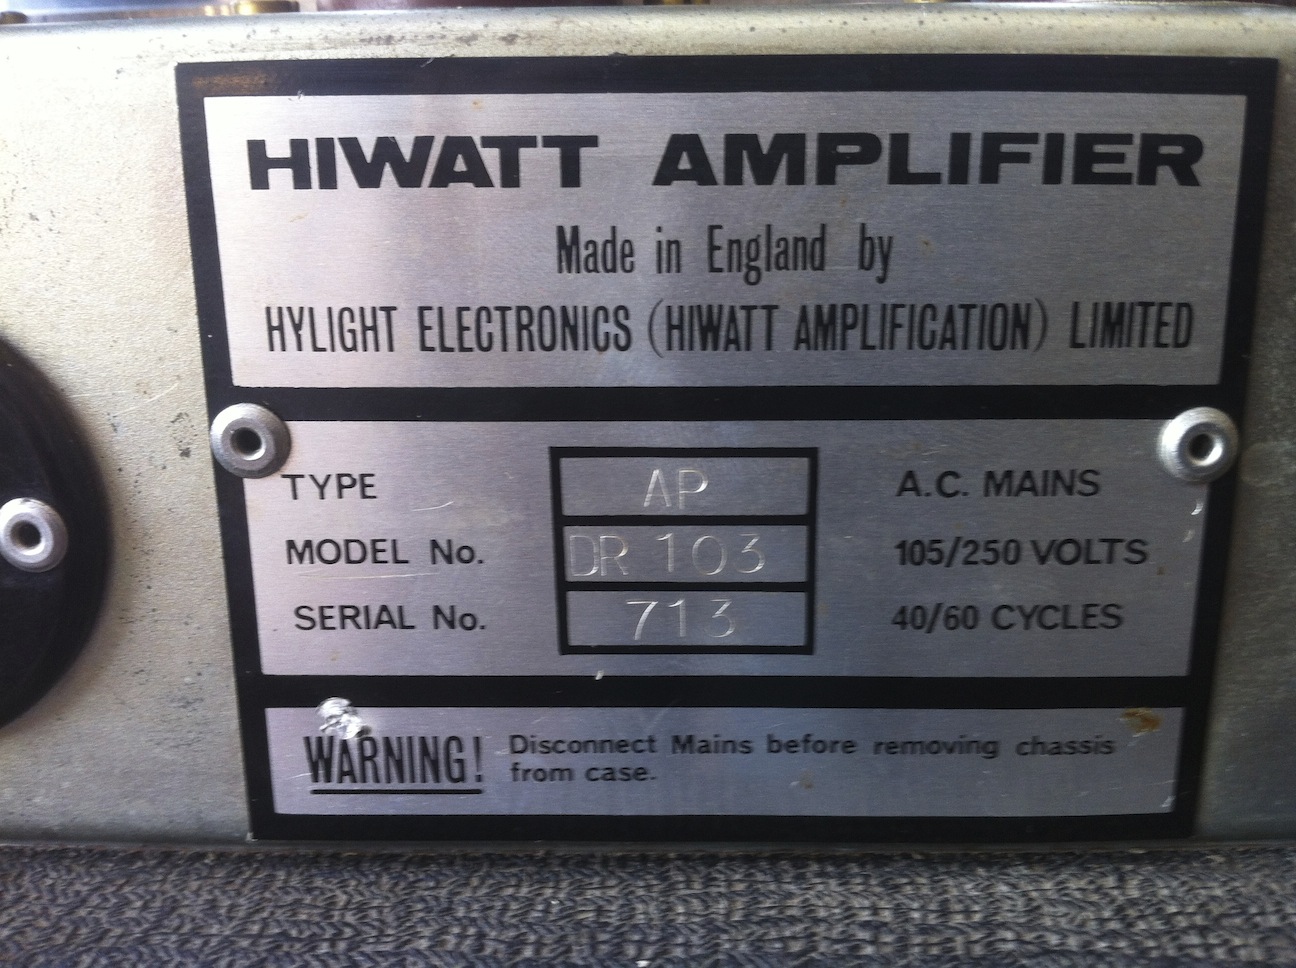 HIWATT AMPLIFIER
Made in England by
HYLIGHT ELECTRONICS (HIWATT AMPLIFICATION) LIMITED
TYPE AP A.C. MAINS
MODEL No. DR 103 105/250 VOLTS
SERIAL No. 713 40/60 CYCLES
WARNING! Disconnect Mains before removing chassis
from case.